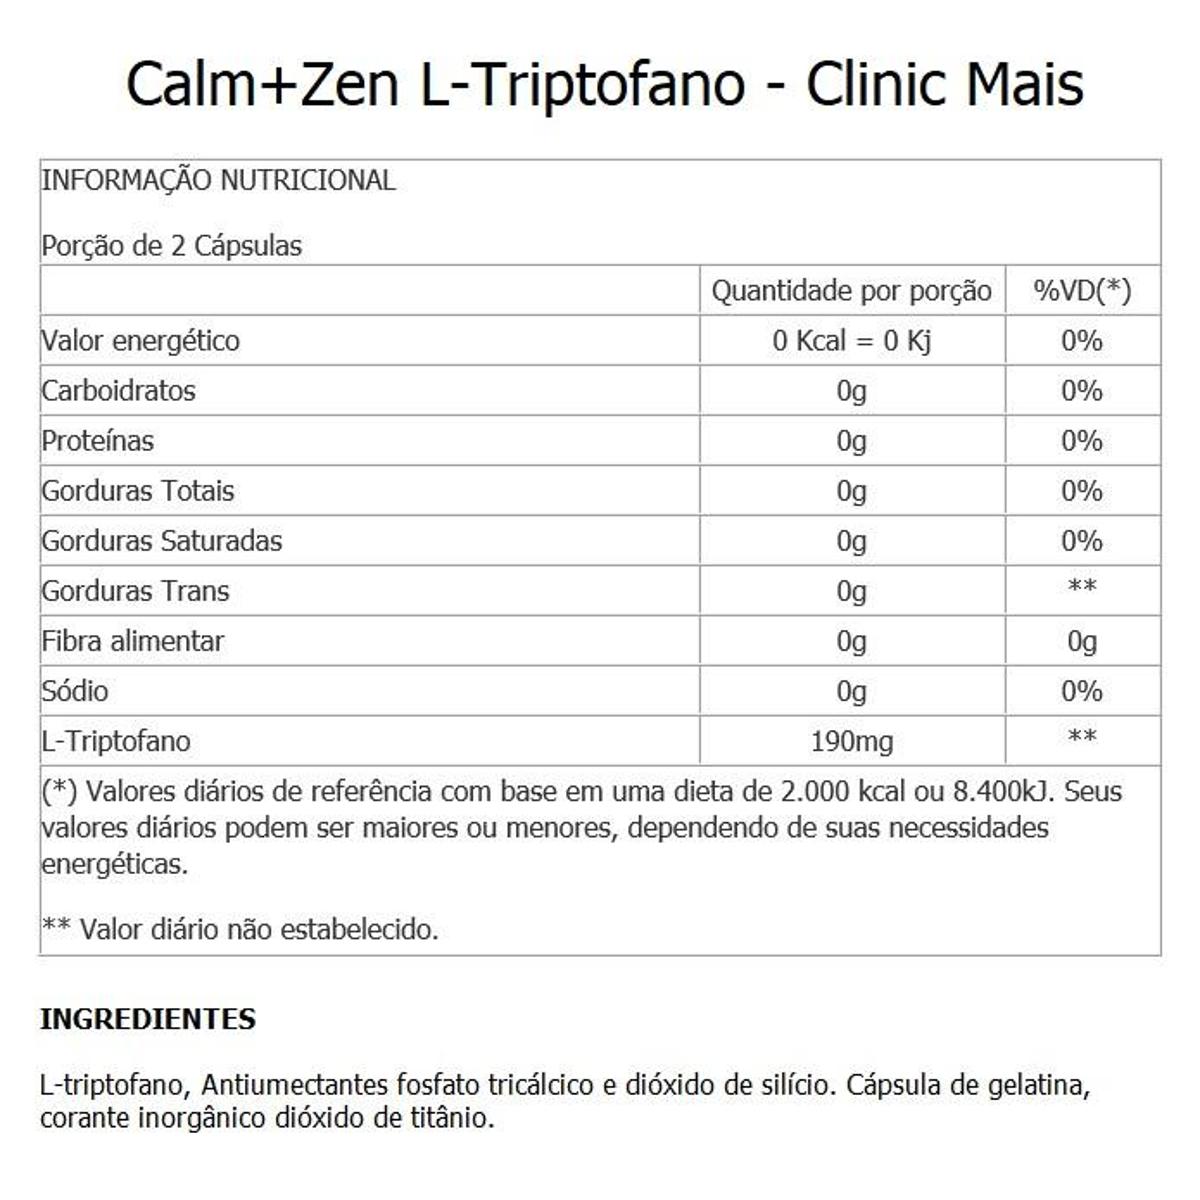 Calm+Zen L-Triptofano - Clinic Mais
INFORMAÇÃO NUTRICIONAL
Porção de 2 Cápsulas
Quantidade por porção %VD(*)
Valor energético 0 Kcal = 0 Kj 0%
Carboidratos 0g 0%
Proteínas 0g 0%
Gorduras Totais 0g 0%
Gorduras Saturadas 0g 0%
Gorduras Trans 0g **
Fibra alimentar 0g 0g
Sódio 0g 0%
L-Triptofano 190mg **
(*) Valores diários de referência com base em uma dieta de 2.000 kcal ou 8.400kJ. Seus
valores diários podem ser maiores ou menores, dependendo de suas necessidades
energéticas.
** Valor diário não estabelecido.
INGREDIENTES
L-triptofano, Antiumectantes fosfato tricálcico e dióxido de silício. Cápsula de gelatina,
corante inorgânico dióxido de titânio.